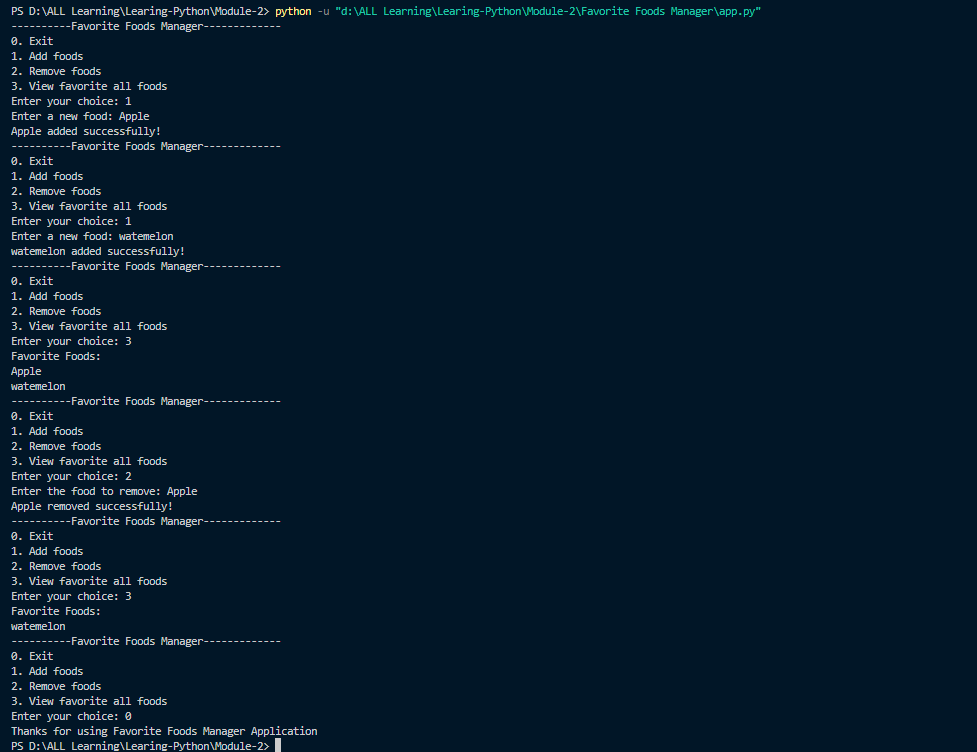 PS D:\ALL Learning\Learing-Python\Module-2> python -u "d:\ALL Learning\Learing-Python\Module-2\Favorite Foods Manager\app.py"
----------Favorite Foods Manager-------------
0. Exit
1. Add foods
2. Remove foods
3. View favorite all foods
Enter your choice: 1
Enter a new food: Apple
Apple added successfully!
----------Favorite Foods Manager-------------
0. Exit
1. Add foods
2. Remove foods
3. View favorite all foods
Enter your choice: 1
Enter a new food: watemelon
watemelon added successfully!
----------Favorite Foods Manager-------------
0. Exit
1. Add foods
2. Remove foods
3. View favorite all foods
Enter your choice: 3
Favorite Foods:
Apple
watemelon
----------Favorite Foods Manager-------------
0. Exit
1. Add foods
2. Remove foods
3. View favorite all foods
Enter your choice: 2
Enter the food to remove: Apple
Apple removed successfully!
----------Favorite Foods Manager-------------
0. Exit
1. Add foods
2. Remove foods
3. View favorite all foods
Enter your choice: 3
Favorite Foods:
watemelon
----------Favorite Foods Manager-------------
0. Exit
1. Add foods
2. Remove foods
3. View favorite all foods
Enter your choice: 0
Thanks for using Favorite Foods Manager Application
PS D:\ALL Learning\Learing-Python\Module-2>